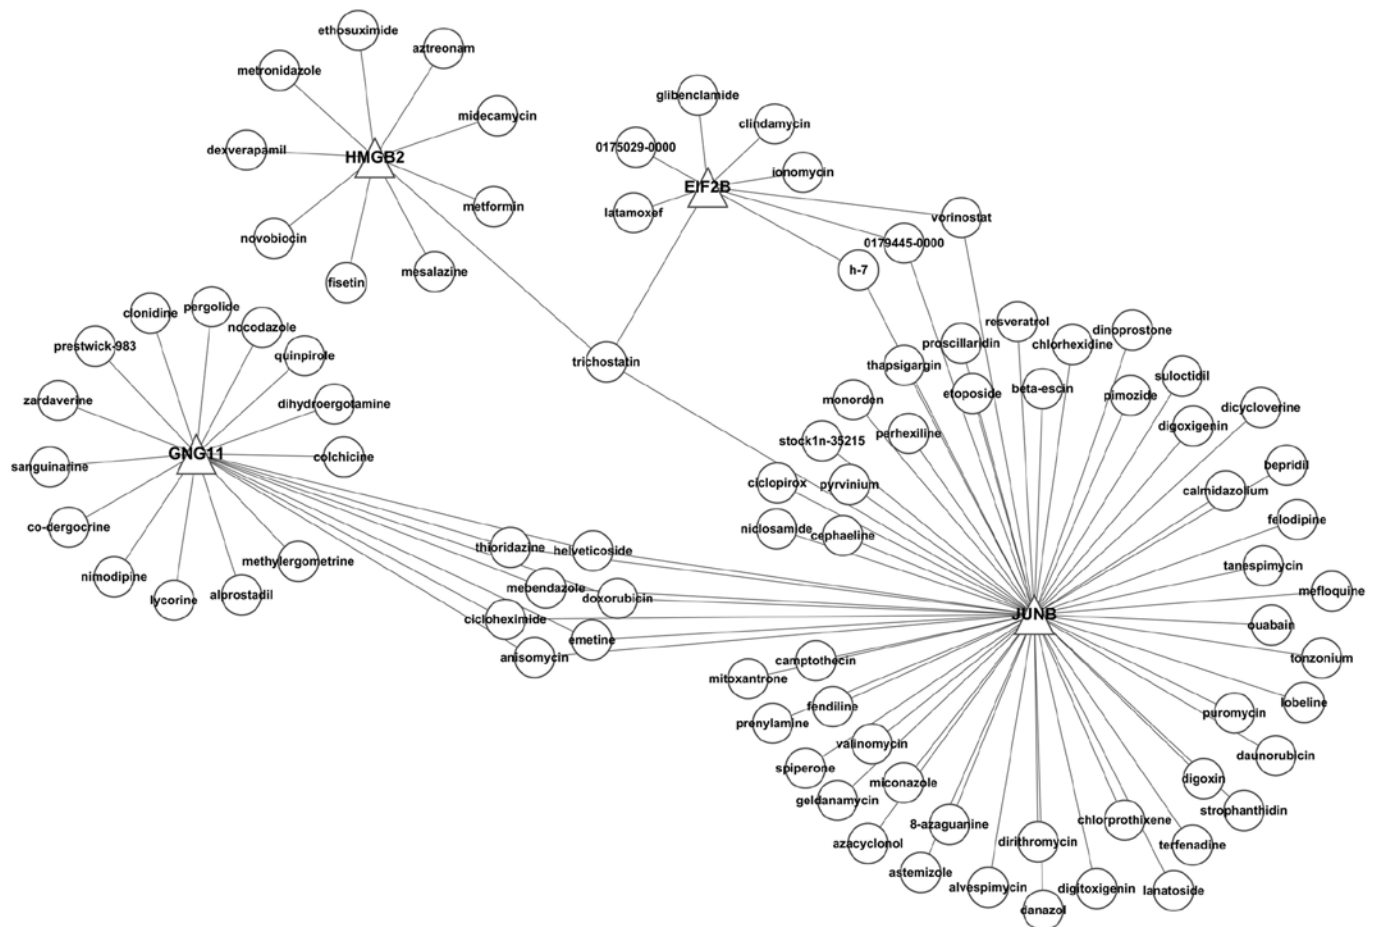 ethosuximide
aztreonam
metronidazole
midecamycin
dexverapamil
HMGB2
metformin
novobiocin
mesalazine
fisetin
glibenclamide
clindamycin
0175029-0000
ionomycin
EIF2B
latamoxef
vorinostat
0179445-0000
h-7
trichostatin
pergolide
clonidine
nocodazole
prestwick-983
quinpirole
zardaverine
dihydroergotamine
GNG11
colchicine
sanguinarine
co-dergocrine
methylergometrine
nimodipine
alprostadil
lycorine
thioridazine
helveticoside
mebendazole
doxorubicin
cicloheximide
emetine
anisomycin
resveratrol
dinoprostone
proscillaridin
chlorhexidine
thapsigargin
suloctidil
etoposide
beta-escin
pimozide
monorden
dicycloverine
digoxigenin
perhexiline
stock1n-35215
bepridil
ciclopirox
pyrvinium
calmidazolium
felodipine
niclosamide
cephaeline
tanespimycin
mefloquine
JUNB
ouabain
tonzonium
camptothecin
mitoxantrone
lobeline
fendiline
puromycin
prenylamine
valinomycin
daunorubicin
spiperone
miconazole
digoxin
geldanamycin
strophanthidin
8-azaguanine
chlorprothixene
azacyclonol
dirithromycin
terfenadine
astemizole
alvespimycin
digitoxigenin
lanatoside
danazol